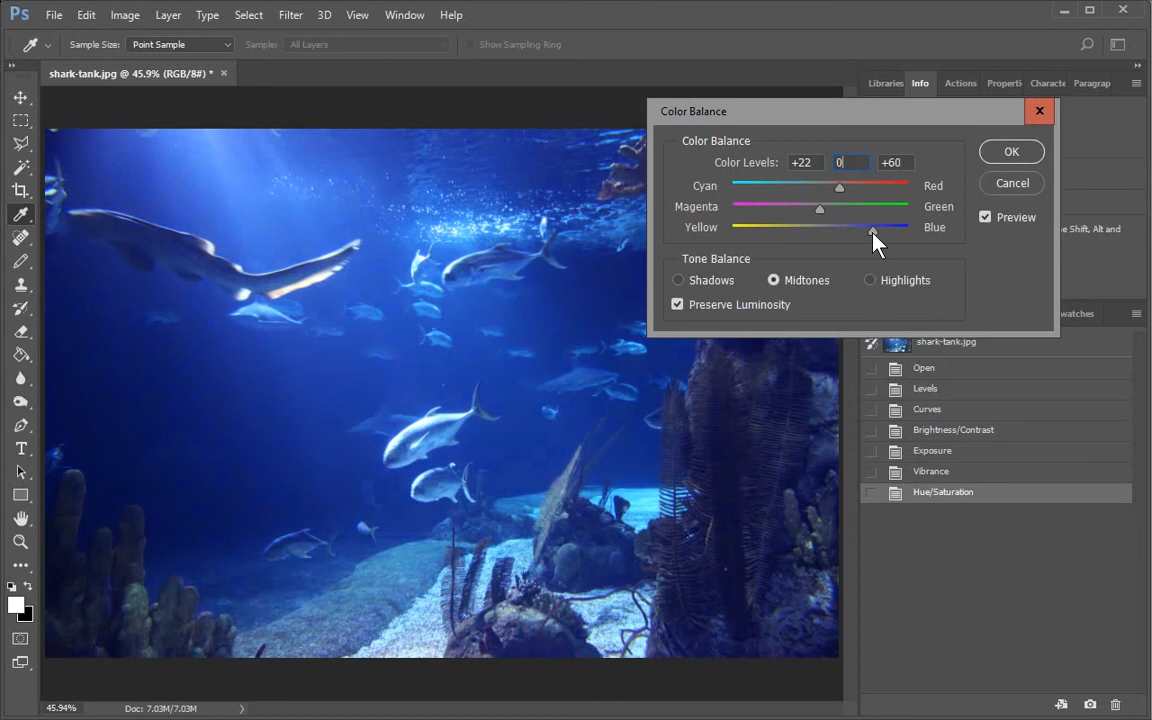 Ps File Edit Image Layer Type Select Filter 3D View Window Help
Sample Size: Point Sample Sample: All Layers Show Sampling Ring
shark-tank.jpg @ 45.9% (RGB/8#) *
Libraries Info Actions Properti Characte Paragrap
Color Balance
Color Balance
Color Levels: +22 0 +60
Cyan Red
Magenta Green
Yellow Blue
OK
Cancel
Preview
Tone Balance
Shadows Midtones Highlights
Preserve Luminosity
e Shift, Alt and
watches
shark-tank.jpg
Open
Levels
Curves
Brightness/Contrast
Exposure
Vibrance
Hue/Saturation
T
45.94% Doc: 7.03M/7.03M